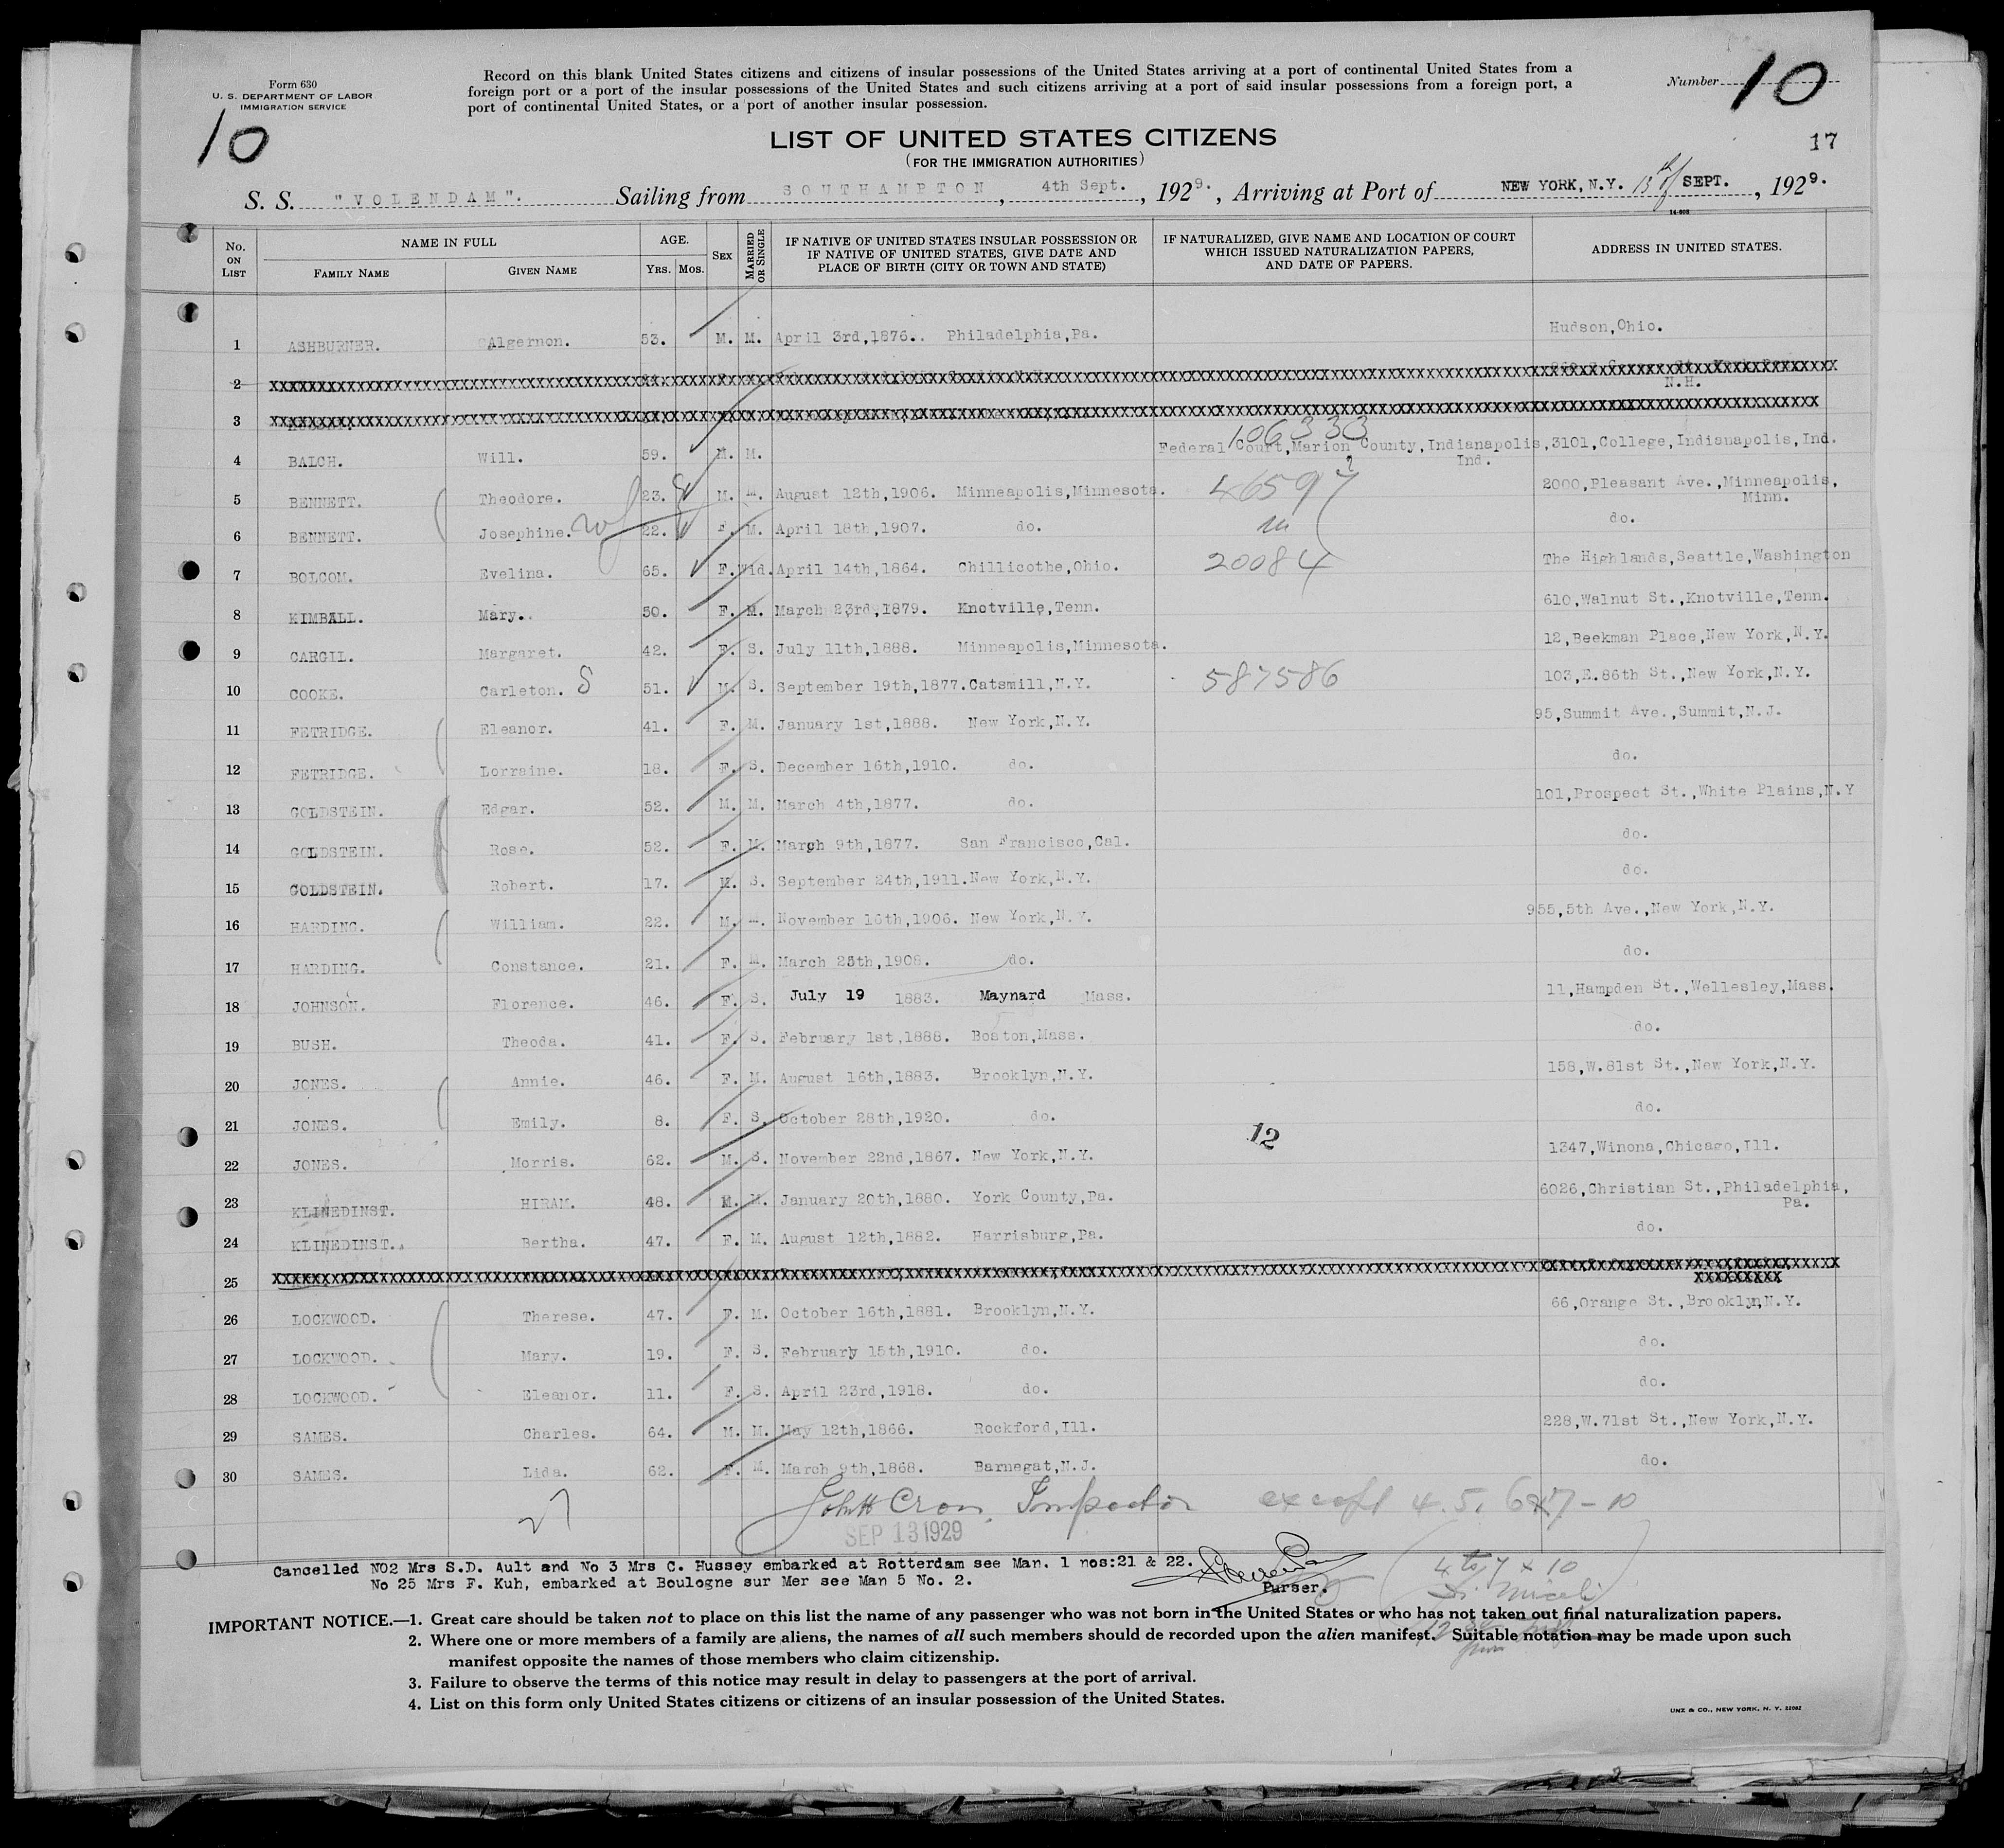 Form 630
U. S. DEPARTMENT OF LABOR
IMMIGRATION SERVICE
10
Record on this blank United States citizens and citizens of insular possessions of the United States arriving at a port of continental United States from a
foreign port or a port of the insular possessions of the United States and such citizens arriving at a port of said insular possessions from a foreign port, a
port of continental United States, or a port of another insular possession.
Number 10
17
LIST OF UNITED STATES CITIZENS
(FOR THE IMMIGRATION AUTHORITIES)
S. S. "VOLENDAM". Sailing from SOUTHAMPTON, 4th Sept., 1929., Arriving at Port of NEW YORK, N.Y. 13th of SEPT., 1929.
14-803
No. ON LIST NAME IN FULL FAMILY NAME GIVEN NAME AGE. YRS. MOS. SEX MARRIED OR SINGLE IF NATIVE OF UNITED STATES INSULAR POSSESSION OR IF NATIVE OF UNITED STATES, GIVE DATE AND PLACE OF BIRTH (CITY OR TOWN AND STATE) IF NATURALIZED, GIVE NAME AND LOCATION OF COURT WHICH ISSUED NATURALIZATION PAPERS, AND DATE OF PAPERS. ADDRESS IN UNITED STATES.
1 ASHBURNER. Algernon. 53. M. M. April 3rd,1876.. Philadelphia,Pa. Hudson,Ohio.
2 N.H.
3
106333
4 BALCH. Will. 59. M. M. Federal Court,Marion County,Indianapolis, Ind. 3101,College,Indianapolis,Ind.
5 BENNETT. Theodore. 23. M. M. August 12th,1906. Minneapolis,Minnesota. 46597 2000,Pleasant Ave.,Minneapolis, Minn.
6 BENNETT. Josephine. wf 22. F. M. April 18th,1907. do. do.
7 BOLCOM. Evelina. 65. F. Wid. April 14th,1864. Chillicothe,Ohio. 20084 The Highlands,Seattle,Washington
8 KIMBALL. Mary.. 50. F. M. March 23rd,1879. Knotville,Tenn. 610,Walnut St.,Knotville,Tenn.
9 CARGIL. Margaret. 42. F. S. July 11th,1888. Minneapolis,Minnesota. 12,Beekman Place,New York,N.Y.
10 COOKE. Carleton. S 51. M. S. September 19th,1877.Catsmill,N.Y. 587586 103,E.86th St.,New York,N.Y.
11 FETRIDGE. Eleanor. 41. F. M. January 1st,1888. New York,N.Y. 95,Summit Ave.,Summit,N.J.
12 FETRIDGE. Lorraine. 18. F. S. December 16th,1910. do. do.
13 GOLDSTEIN. Edgar. 52. M. M. March 4th,1877. do. 101,Prospect St.,White Plains,N.Y
14 GOLDSTEIN. Rose. 52. F. M. March 9th,1877. San Francisco,Cal. do.
15 GOLDSTEIN. Robert. 17. M. S. September 24th,1911.New York,N.Y. do.
16 HARDING. William. 22. M. M. November 16th,1906. New York,N.Y. 955,5th Ave.,New York,N.Y.
17 HARDING. Constance. 21. F. M. March 25th,1908. do. do.
18 JOHNSON. Florence. 46. F. S. July 19 1883. Maynard Mass. 11,Hampden St.,Wellesley,Mass.
19 BUSH. Theoda. 41. F. S. February 1st,1888. Boston,Mass. do.
20 JONES. Annie. 46. F. M. August 16th,1883. Brooklyn,N.Y. 158,W.81st St.,New York,N.Y.
21 JONES. Emily. 8. F. S. October 28th,1920. do. do.
12
22 JONES. Morris. 62. M. S. November 22nd,1867. New York,N.Y. 1347,Winona,Chicago,Ill.
23 KLINEDINST. HIRAM. 48. M. M. January 20th,1880. York County,Pa. 6026,Christian St.,Philadelphia, Pa.
24 KLINEDINST.. Bertha. 47. F. M. August 12th,1882. Harrisburg,Pa. do.
25
26 LOCKWOOD. Therese. 47. F. M. October 16th,1881. Brooklyn,N.Y. 66,Orange St.,Brooklyn,N.Y.
27 LOCKWOOD. Mary. 19. F. S. February 15th,1910. do. do.
28 LOCKWOOD. Eleanor. 11. F. S. April 23rd,1918. do. do.
29 SAMES. Charles. 64. M. M. May 12th,1866. Rockford,Ill. 228,W.71st St.,New York,N.Y.
30 SAMES. Lida. 62. F. M. March 9th,1868. Barnegat,N.J. do.
John H Cron, Inspector except 4. 5. 6 & 7 - 10
SEP 13 1929
Cancelled NO2 Mrs S.D. Ault and No 3 Mrs C. Hussey embarked at Rotterdam see Man. 1 nos:21 & 22.
No 25 Mrs F. Kuh, embarked at Boulogne sur Mer see Man 5 No. 2.
Purser.
4 to 7 + 10
IMPORTANT NOTICE.—1. Great care should be taken not to place on this list the name of any passenger who was not born in the United States or who has not taken out final naturalization papers.
2. Where one or more members of a family are aliens, the names of all such members should de recorded upon the alien manifest. Suitable notation may be made upon such
manifest opposite the names of those members who claim citizenship.
3. Failure to observe the terms of this notice may result in delay to passengers at the port of arrival.
4. List on this form only United States citizens or citizens of an insular possession of the United States.
UNZ & CO., NEW YORK, N. Y. 22062